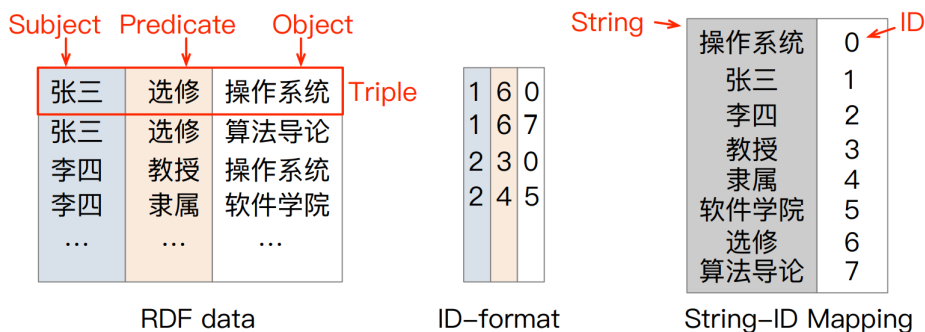 Subject Predicate Object
张三 选修 操作系统 Triple
张三 选修 算法导论
李四 教授 操作系统
李四 隶属 软件学院
... ... ...
RDF data
1 6 0
1 6 7
2 3 0
2 4 5
ID-format
String ID
操作系统 0
张三 1
李四 2
教授 3
隶属 4
软件学院 5
选修 6
算法导论 7
String-ID Mapping